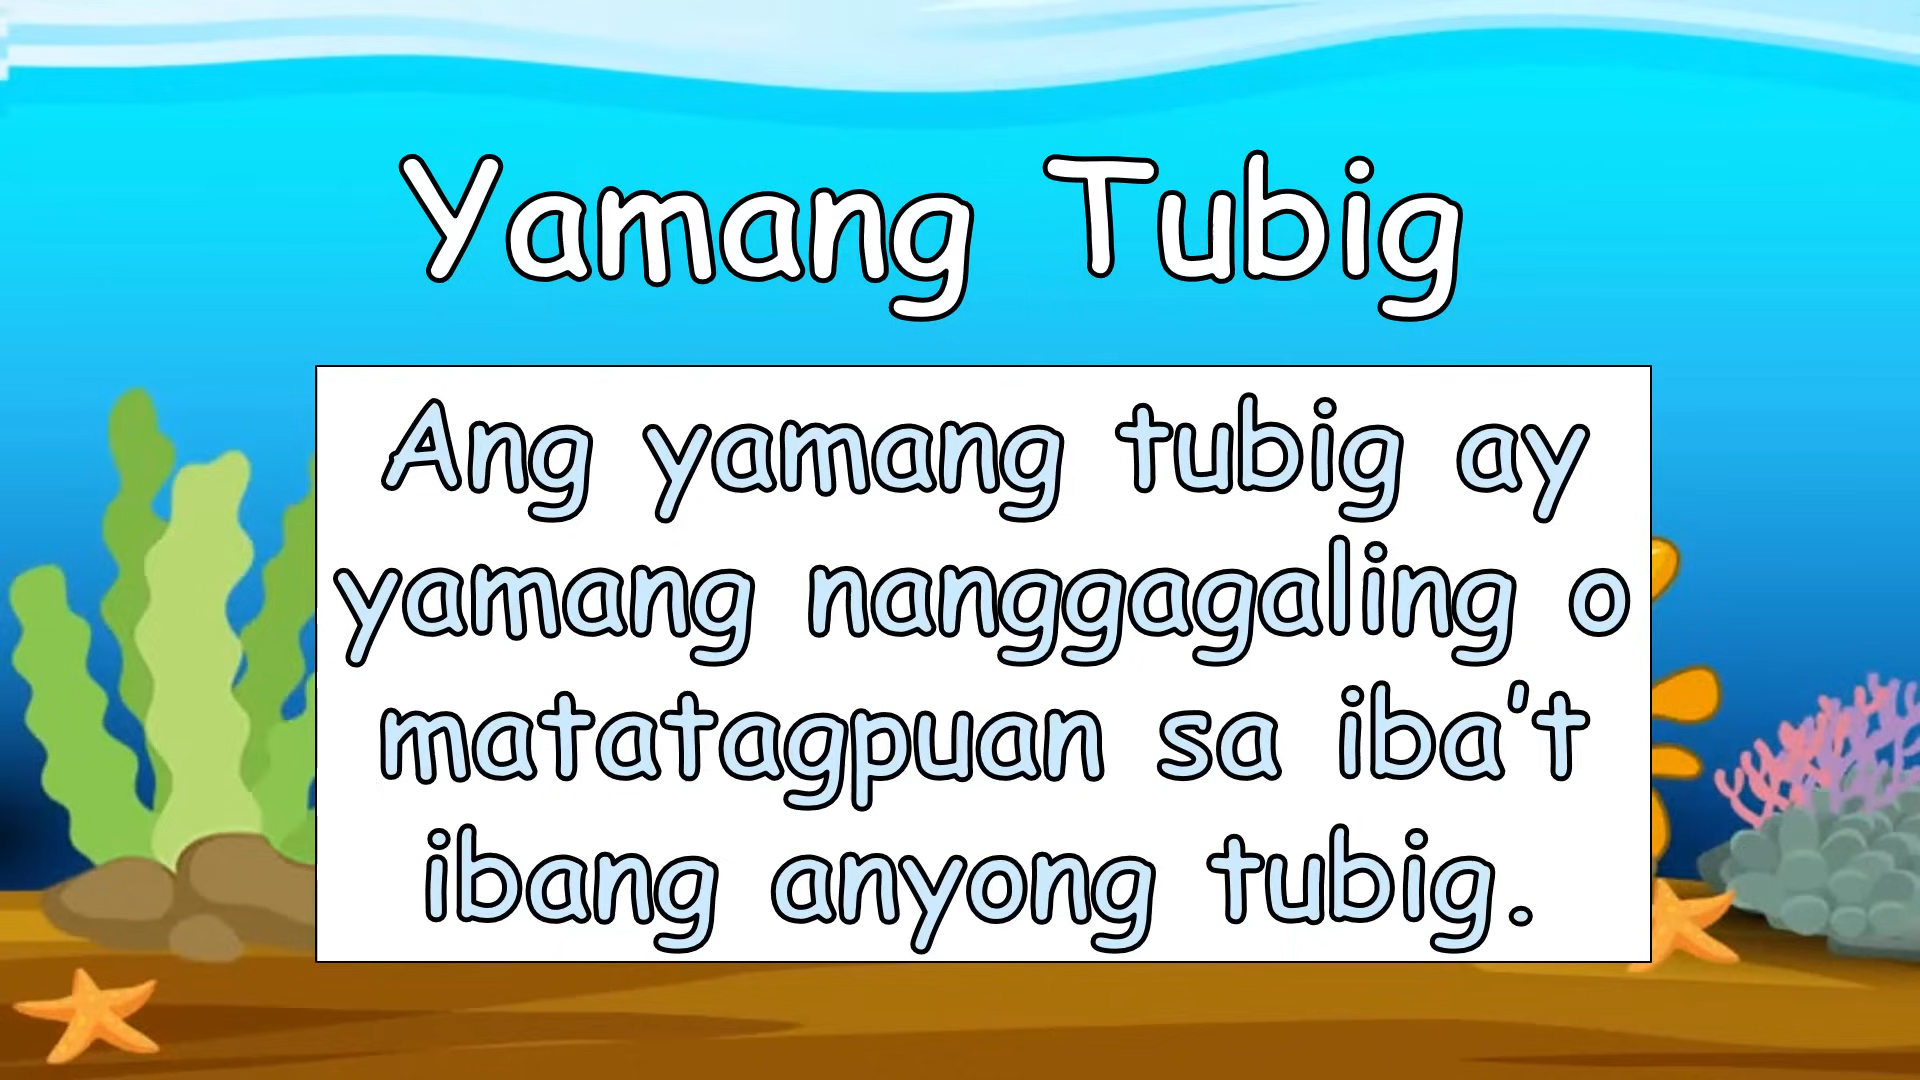 Yamang Tubig
Ang yamang tubig ay
yamang nanggagaling o
matatagpuan sa iba't
ibang anyong tubig.